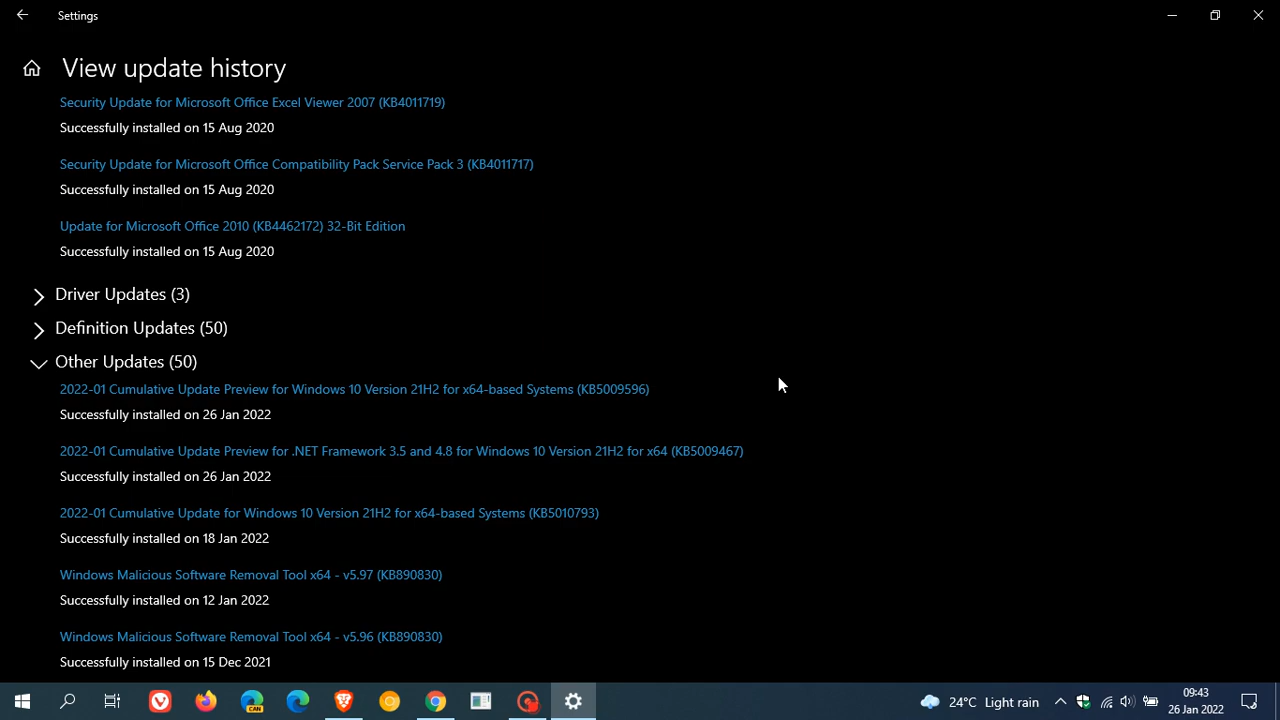 Settings
View update history
Security Update for Microsoft Office Excel Viewer 2007 (KB4011719)
Successfully installed on 15 Aug 2020
Security Update for Microsoft Office Compatibility Pack Service Pack 3 (KB4011717)
Successfully installed on 15 Aug 2020
Update for Microsoft Office 2010 (KB4462172) 32-Bit Edition
Successfully installed on 15 Aug 2020
Driver Updates (3)
Definition Updates (50)
Other Updates (50)
2022-01 Cumulative Update Preview for Windows 10 Version 21H2 for x64-based Systems (KB5009596)
Successfully installed on 26 Jan 2022
2022-01 Cumulative Update Preview for .NET Framework 3.5 and 4.8 for Windows 10 Version 21H2 for x64 (KB5009467)
Successfully installed on 26 Jan 2022
2022-01 Cumulative Update for Windows 10 Version 21H2 for x64-based Systems (KB5010793)
Successfully installed on 18 Jan 2022
Windows Malicious Software Removal Tool x64 - v5.97 (KB890830)
Successfully installed on 12 Jan 2022
Windows Malicious Software Removal Tool x64 - v5.96 (KB890830)
Successfully installed on 15 Dec 2021
CAN
24°C Light rain
09:43
26 Jan 2022